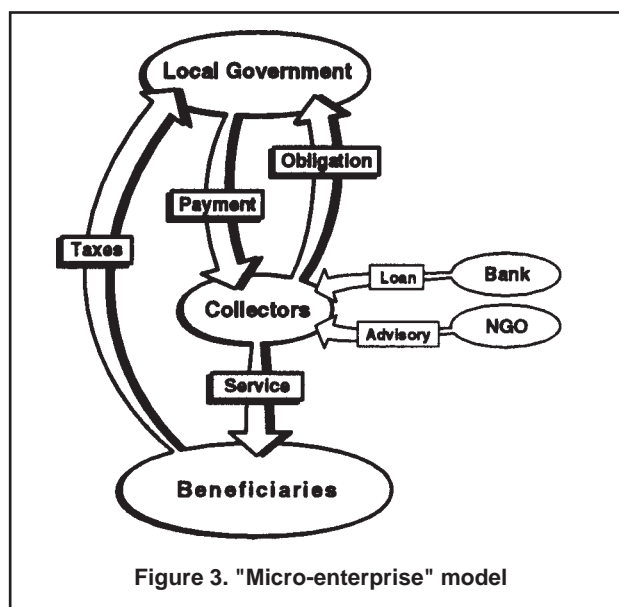 Local Government
Obligation
Payment
Taxes
Loan
Bank
Collectors
Advisory
NGO
Service
Beneficiaries
Figure 3. "Micro-enterprise" model